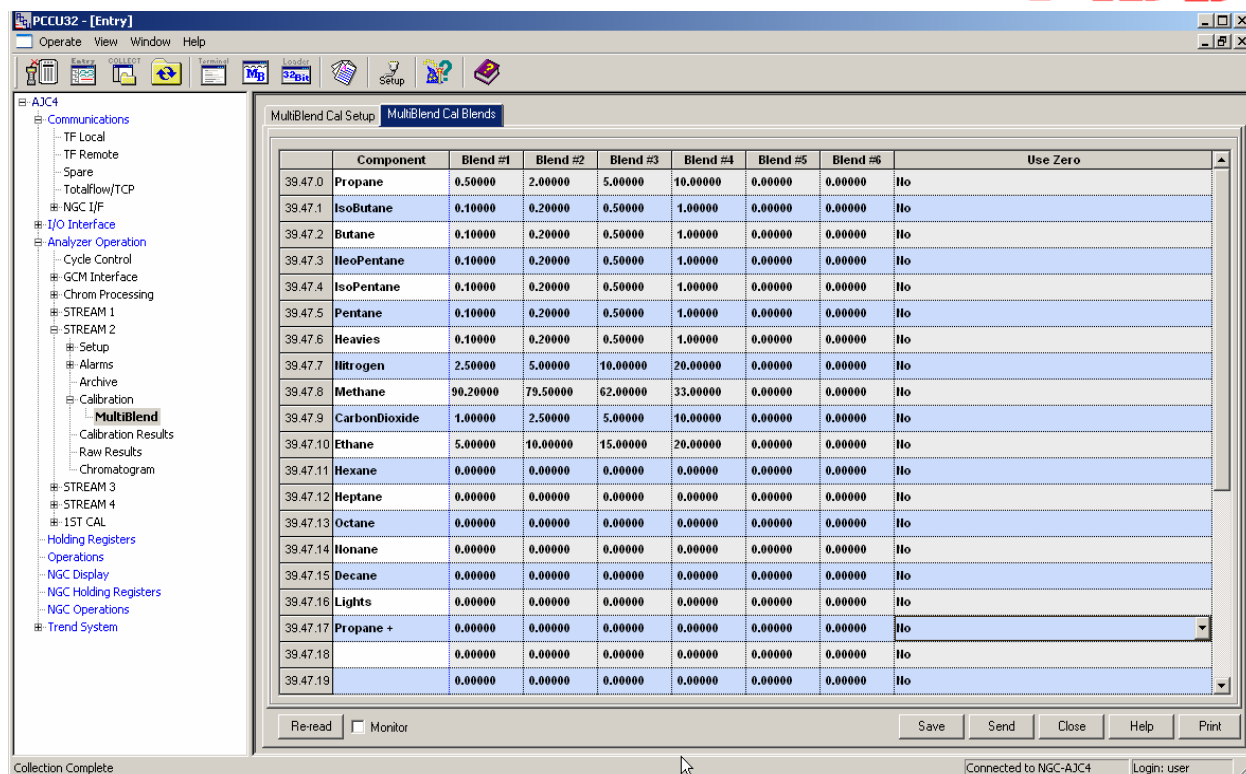 PCCU32 - [Entry]
Operate View Window Help
Entry COLLECT Terminal MB Loader 32Bit Setup
AJC4
Communications
TF Local
TF Remote
Spare
Totalflow/TCP
NGC I/F
I/O Interface
Analyzer Operation
Cycle Control
GCM Interface
Chrom Processing
STREAM 1
STREAM 2
Setup
Alarms
Archive
Calibration
MultiBlend
Calibration Results
Raw Results
Chromatogram
STREAM 3
STREAM 4
1ST CAL
Holding Registers
Operations
NGC Display
NGC Holding Registers
NGC Operations
Trend System
MultiBlend Cal Setup MultiBlend Cal Blends
Component Blend #1 Blend #2 Blend #3 Blend #4 Blend #5 Blend #6 Use Zero
39.47.0 Propane 0.50000 2.00000 5.00000 10.00000 0.00000 0.00000 No
39.47.1 IsoButane 0.10000 0.20000 0.50000 1.00000 0.00000 0.00000 No
39.47.2 Butane 0.10000 0.20000 0.50000 1.00000 0.00000 0.00000 No
39.47.3 NeoPentane 0.10000 0.20000 0.50000 1.00000 0.00000 0.00000 No
39.47.4 IsoPentane 0.10000 0.20000 0.50000 1.00000 0.00000 0.00000 No
39.47.5 Pentane 0.10000 0.20000 0.50000 1.00000 0.00000 0.00000 No
39.47.6 Heavies 0.10000 0.20000 0.50000 1.00000 0.00000 0.00000 No
39.47.7 Nitrogen 2.50000 5.00000 10.00000 20.00000 0.00000 0.00000 No
39.47.8 Methane 90.20000 79.50000 62.00000 33.00000 0.00000 0.00000 No
39.47.9 CarbonDioxide 1.00000 2.50000 5.00000 10.00000 0.00000 0.00000 No
39.47.10 Ethane 5.00000 10.00000 15.00000 20.00000 0.00000 0.00000 No
39.47.11 Hexane 0.00000 0.00000 0.00000 0.00000 0.00000 0.00000 No
39.47.12 Heptane 0.00000 0.00000 0.00000 0.00000 0.00000 0.00000 No
39.47.13 Octane 0.00000 0.00000 0.00000 0.00000 0.00000 0.00000 No
39.47.14 Nonane 0.00000 0.00000 0.00000 0.00000 0.00000 0.00000 No
39.47.15 Decane 0.00000 0.00000 0.00000 0.00000 0.00000 0.00000 No
39.47.16 Lights 0.00000 0.00000 0.00000 0.00000 0.00000 0.00000 No
39.47.17 Propane + 0.00000 0.00000 0.00000 0.00000 0.00000 0.00000 No
39.47.18 0.00000 0.00000 0.00000 0.00000 0.00000 0.00000 No
39.47.19 0.00000 0.00000 0.00000 0.00000 0.00000 0.00000 No
Re-read Monitor Save Send Close Help Print
Collection Complete Connected to NGC-AJC4 Login: user